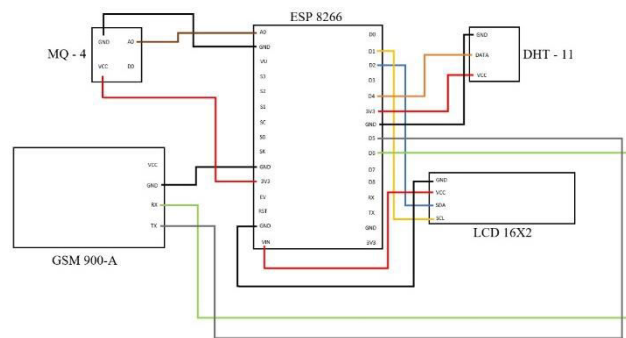 ESP 8266
GND
A0
VCC
D0
MQ - 4
A0
GND
VU
S3
S2
S1
SC
S0
SK
GND
3V3
EV
RST
GND
VIN
D0
D1
D2
D3
D4
3V3
GND
D5
D6
D7
D8
RX
TX
GND
3V3
GND
DATA
VCC
DHT - 11
VCC
GND
RX
TX
GSM 900-A
GND
VCC
SDA
SCL
LCD 16X2